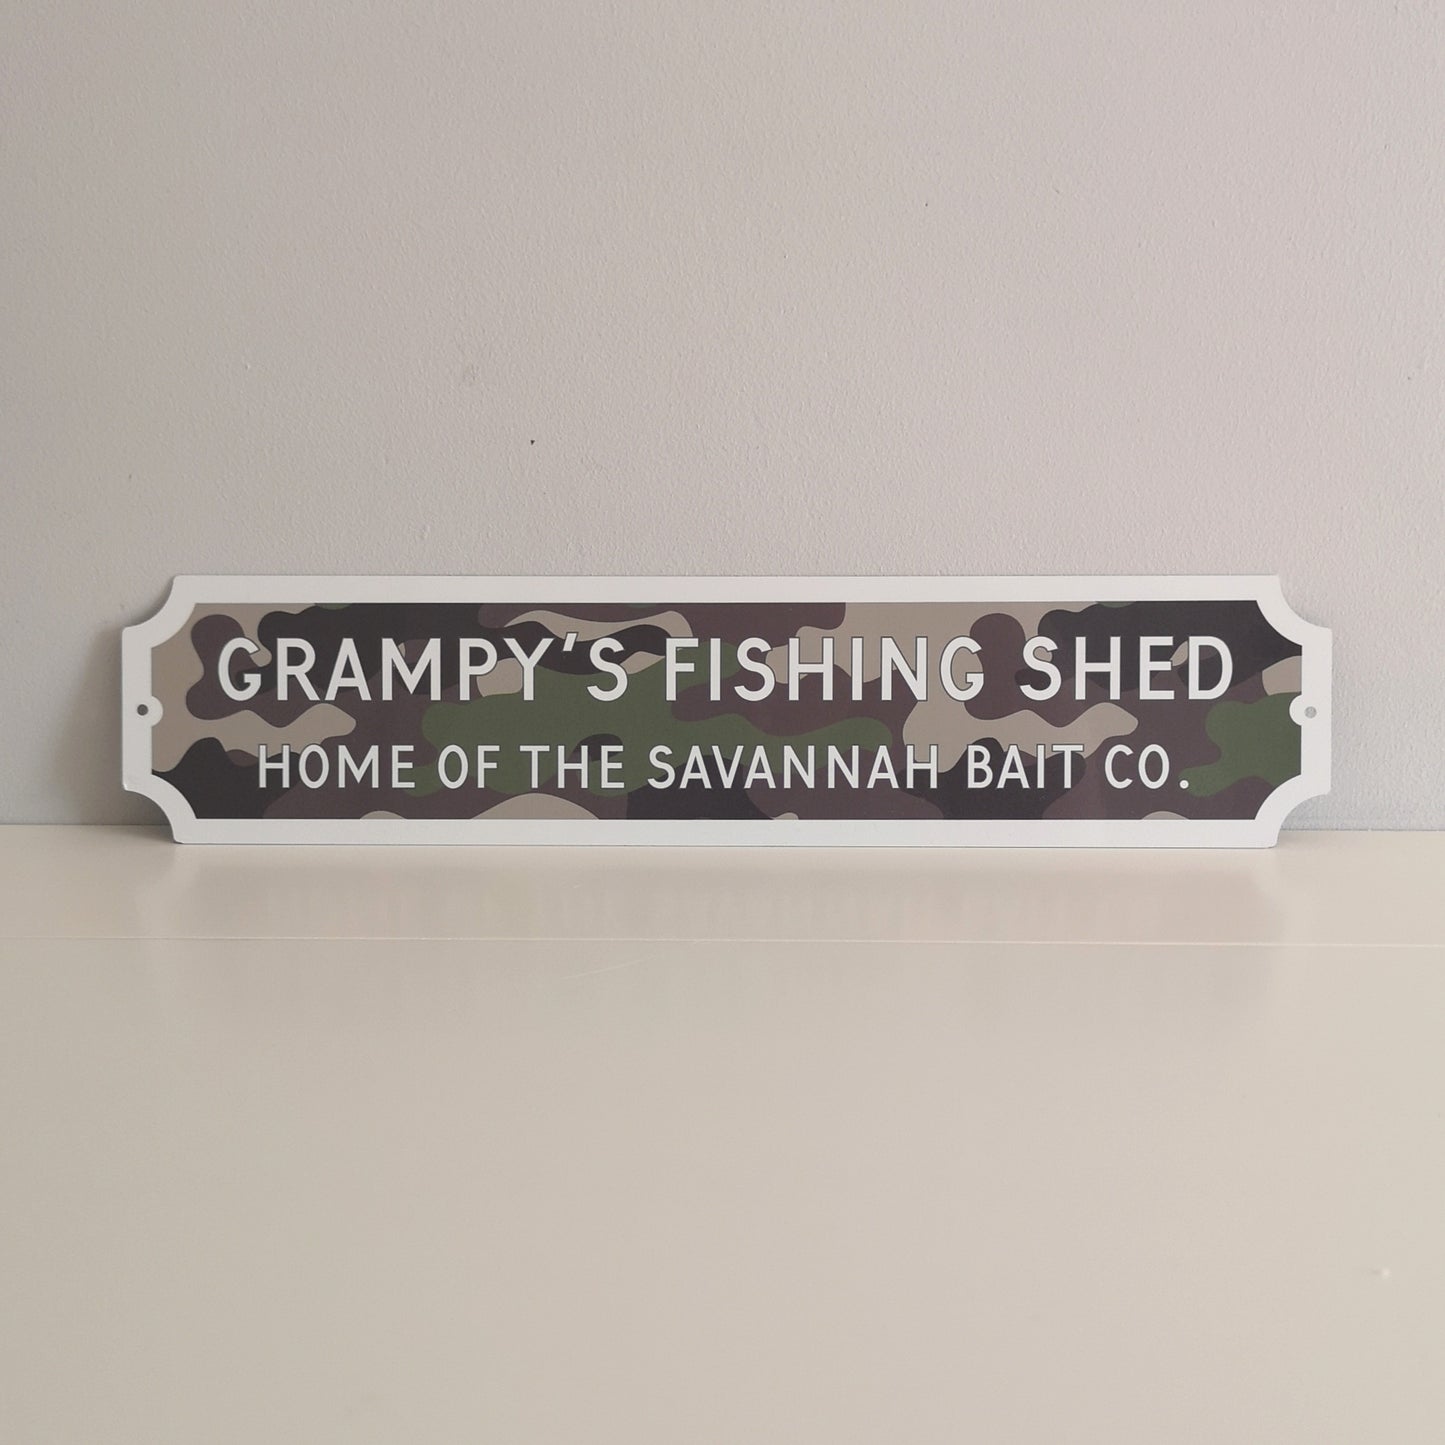 GRAMPY'S FISHING SHED
HOME OF THE SAVANNAH BAIT CO.